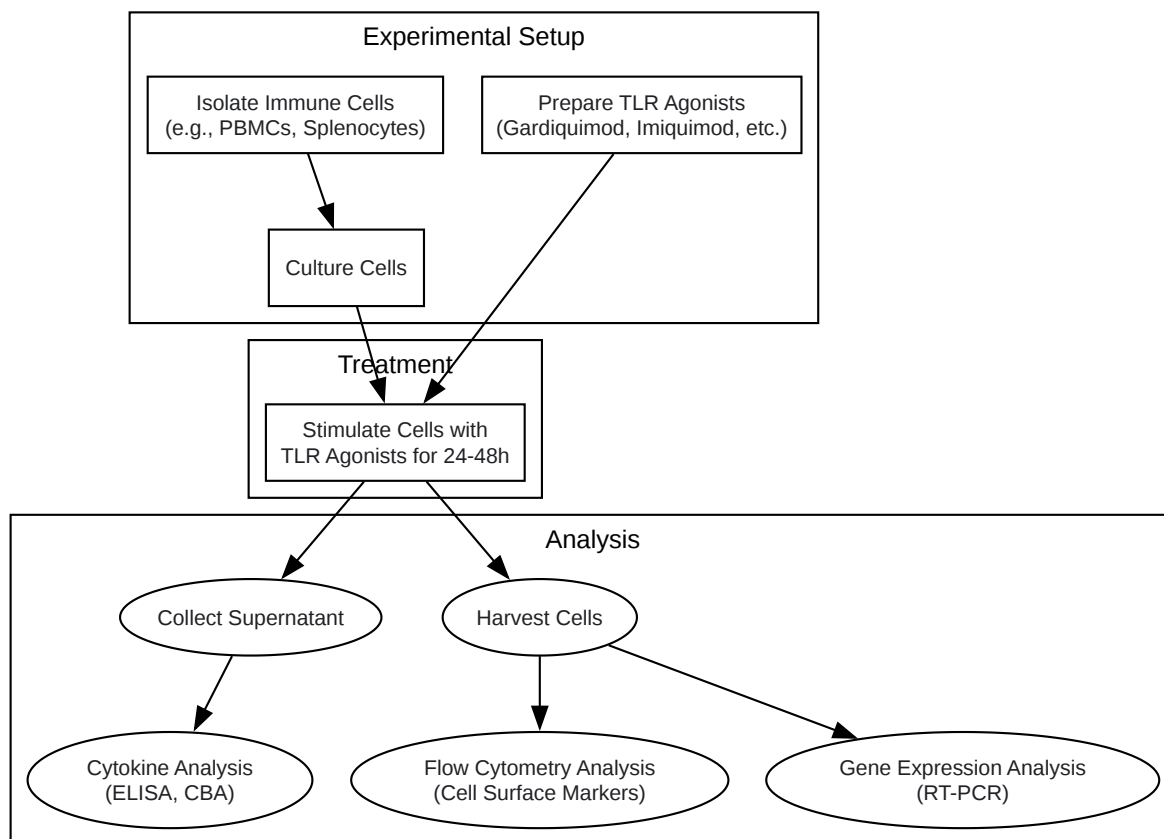 Experimental Setup
Isolate Immune Cells
(e.g., PBMCs, Splenocytes)
Prepare TLR Agonists
(Gardiquimod, Imiquimod, etc.)
Culture Cells
Treatment
Stimulate Cells with
TLR Agonists for 24-48h
Analysis
Collect Supernatant
Harvest Cells
Cytokine Analysis
(ELISA, CBA)
Flow Cytometry Analysis
(Cell Surface Markers)
Gene Expression Analysis
(RT-PCR)